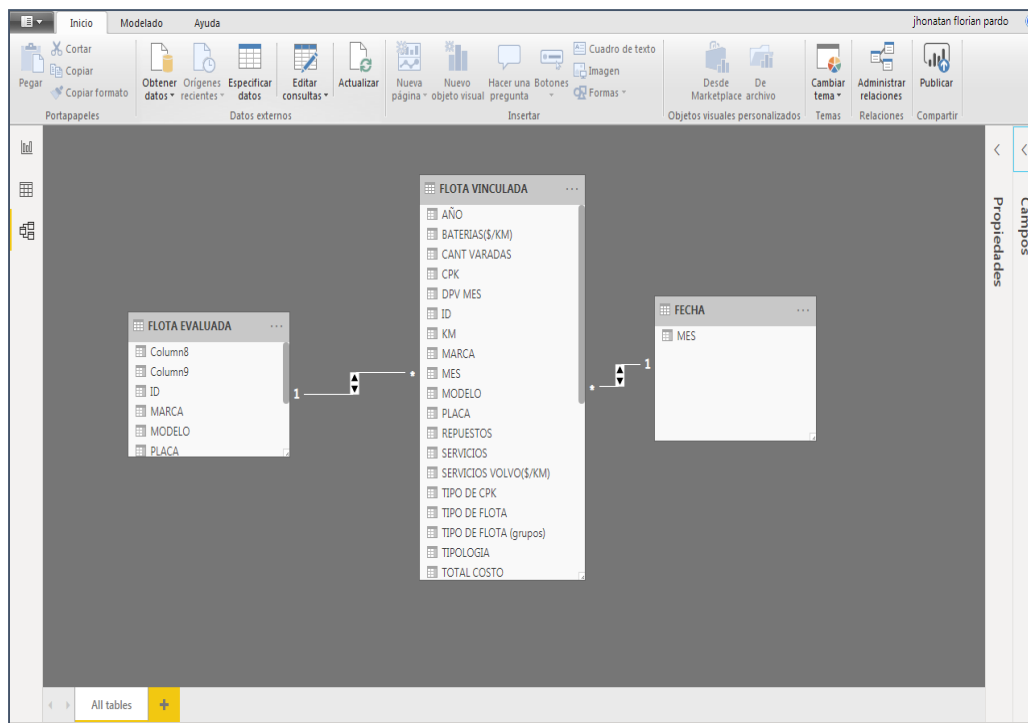 Inicio Modelado Ayuda jhonatan florian pardo
Pegar
Cortar
Copiar
Copiar formato
Portapapeles
Obtener datos
Orígenes recientes
Especificar datos
Editar consultas
Actualizar
Datos externos
Nueva página
Nuevo objeto visual
Hacer una pregunta
Botones
Cuadro de texto
Imagen
Formas
Insertar
Desde Marketplace
De archivo
Objetos visuales personalizados
Cambiar tema
Temas
Administrar relaciones
Relaciones
Publicar
Compartir
FLOTA EVALUADA ...
Column8
Column9
ID
MARCA
MODELO
PLACA
1
*
FLOTA VINCULADA ...
AÑO
BATERIAS($/KM)
CANT VARADAS
CPK
DPV MES
ID
KM
MARCA
MES
MODELO
PLACA
REPUESTOS
SERVICIOS
SERVICIOS VOLVO($/KM)
TIPO DE CPK
TIPO DE FLOTA
TIPO DE FLOTA (grupos)
TIPOLOGIA
TOTAL COSTO
*
1
FECHA ...
MES
Propiedades
Campos
All tables +